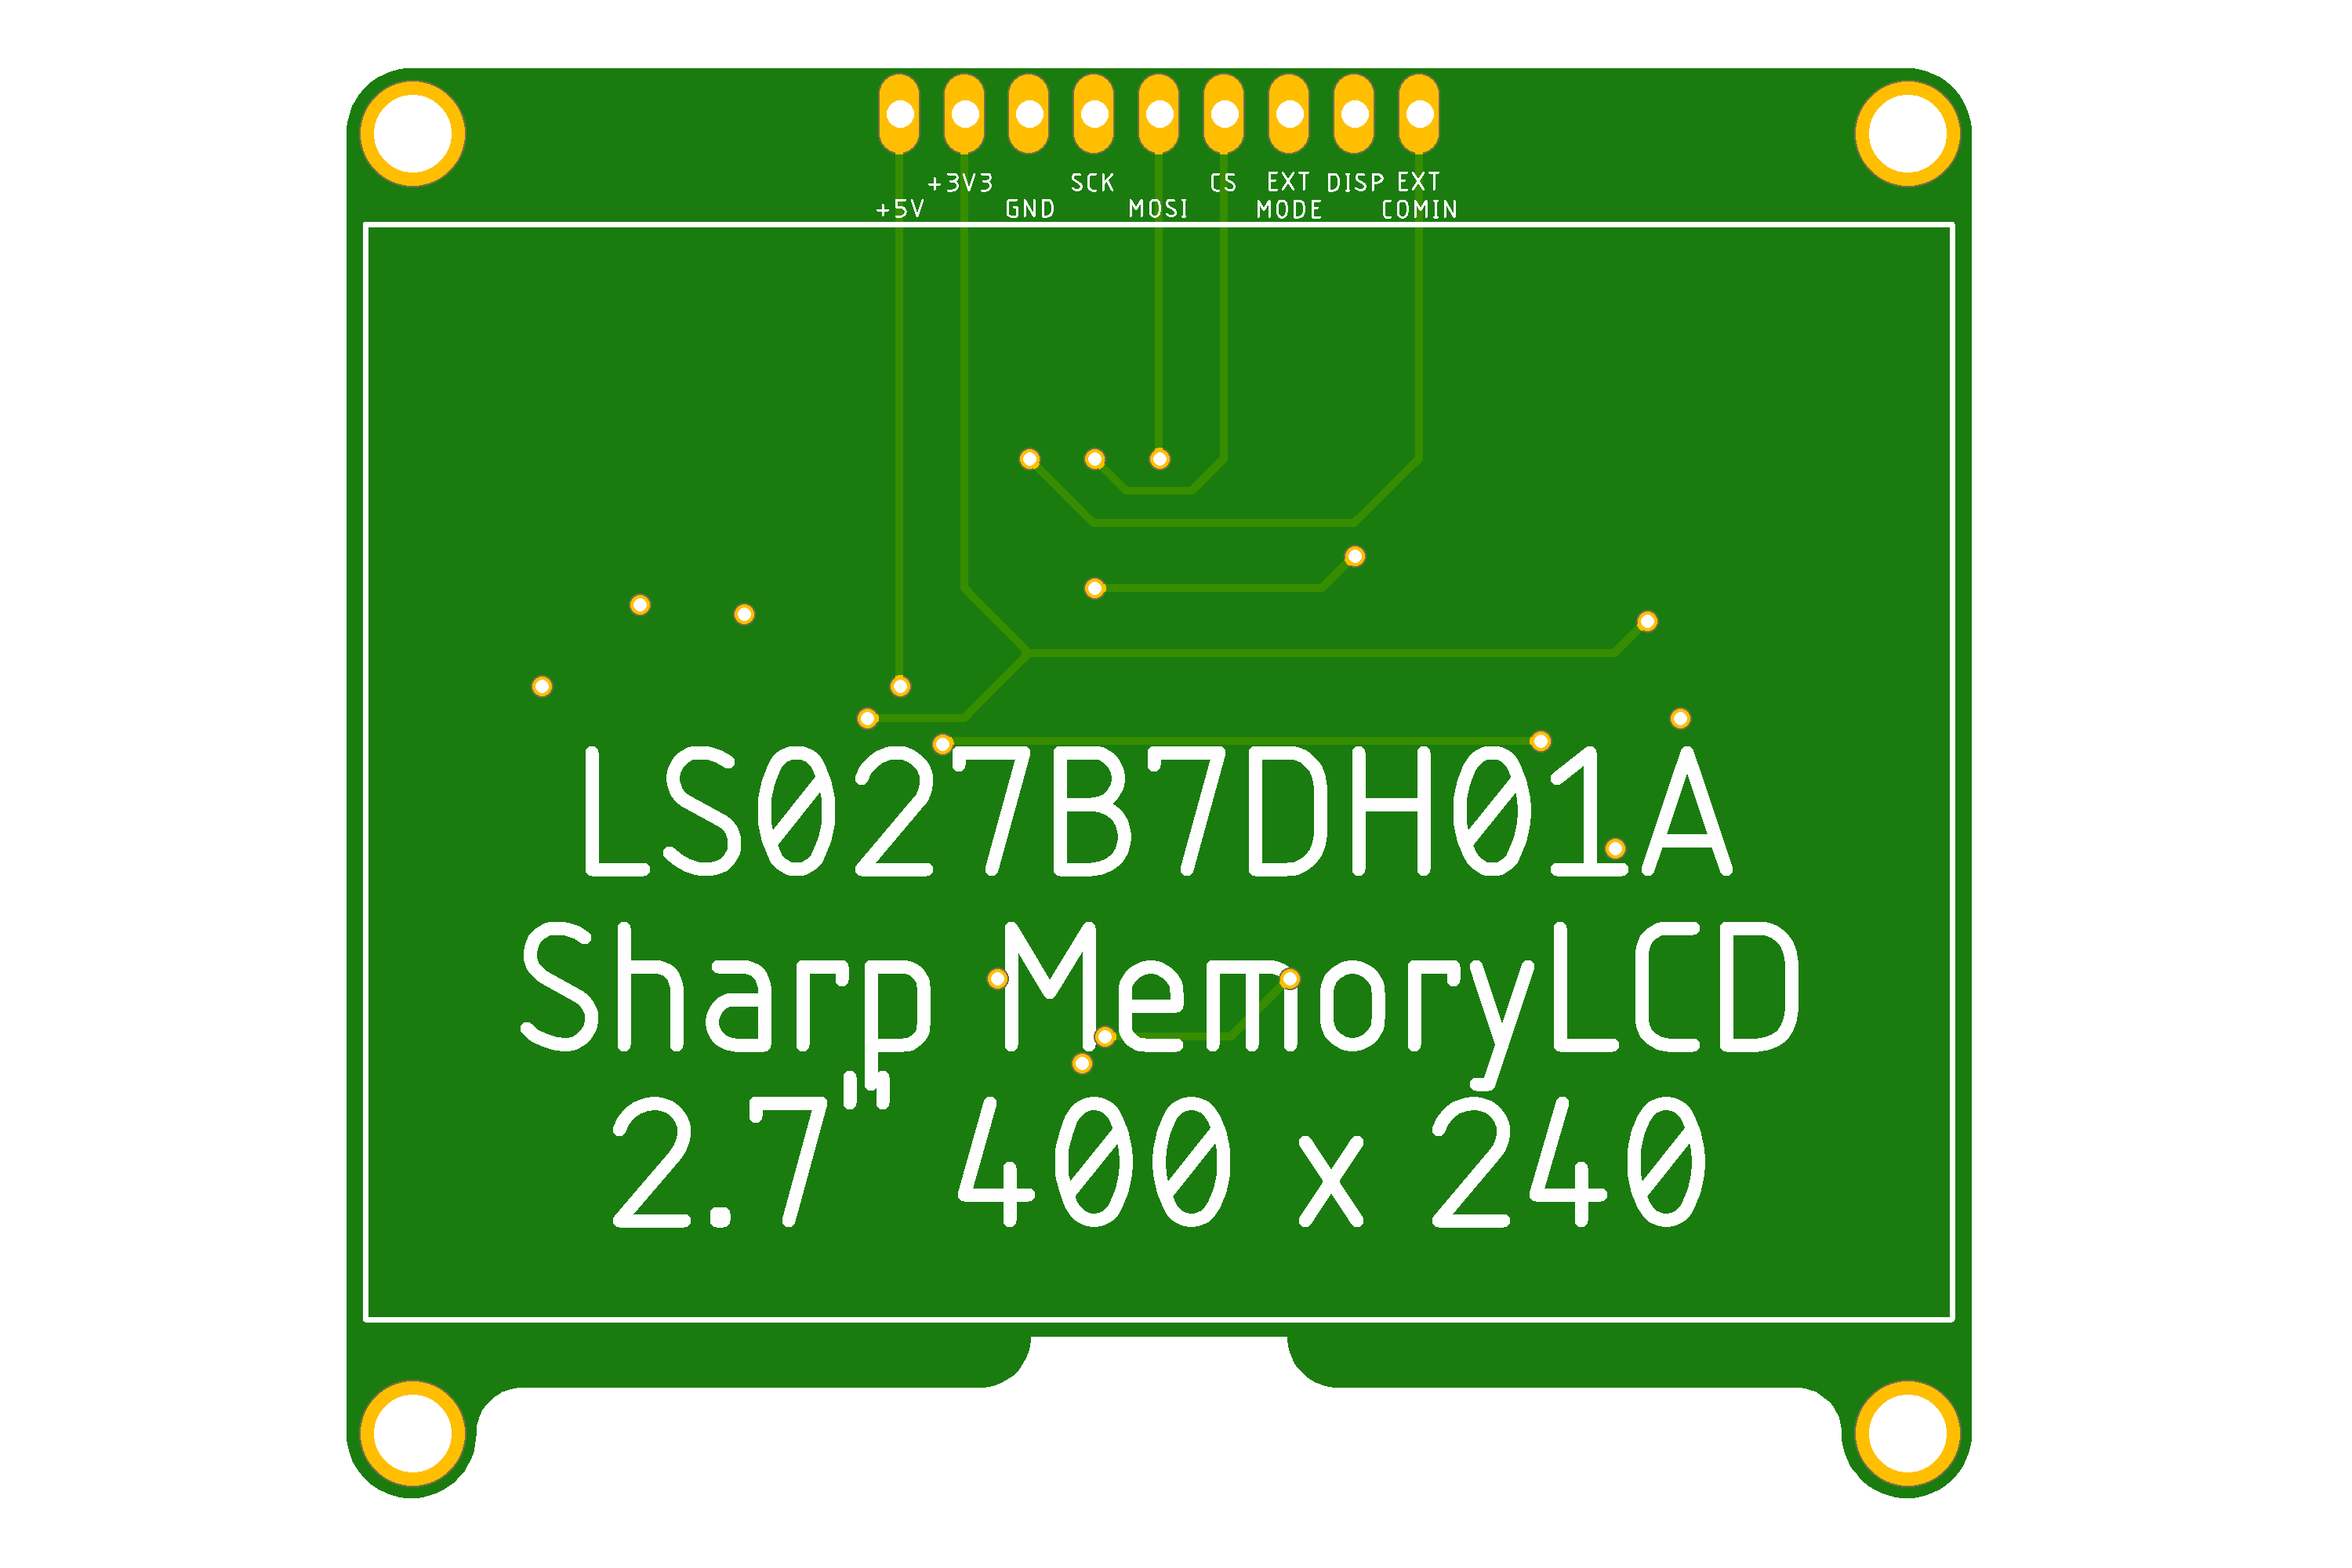 +3V3 SCK CS EXT DISP EXT
+5V GND MOSI MODE COMIN
LS027B7DH01A
Sharp MemoryLCD
2.7" 400 x 240